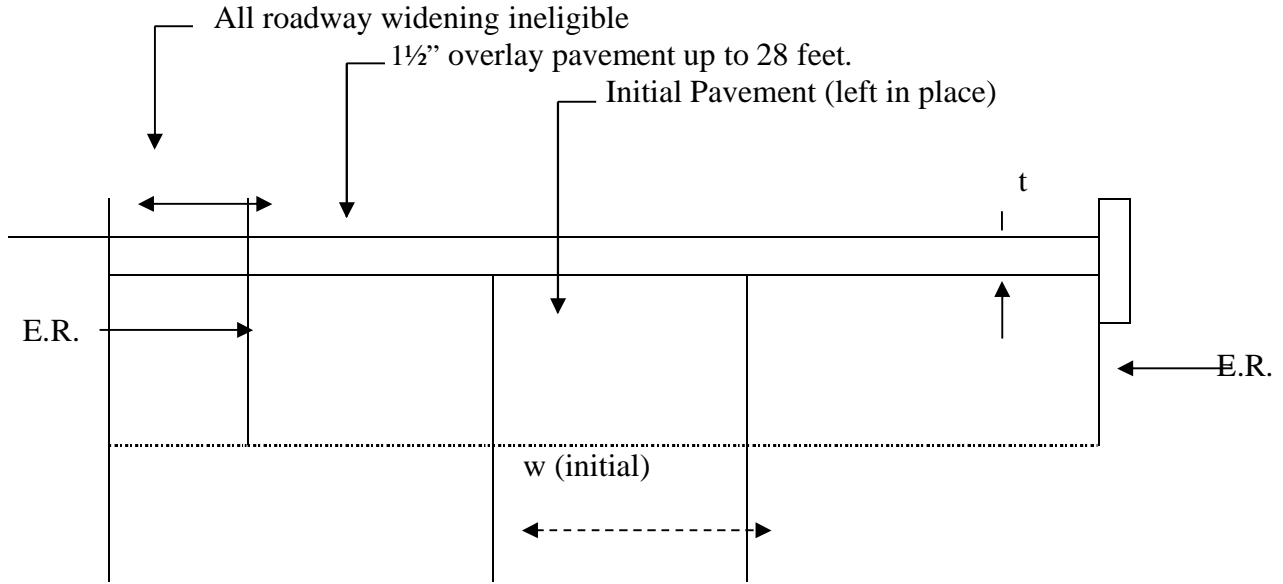 All roadway widening ineligible
1½” overlay pavement up to 28 feet.
Initial Pavement (left in place)
t
E.R.
E.R.
w (initial)